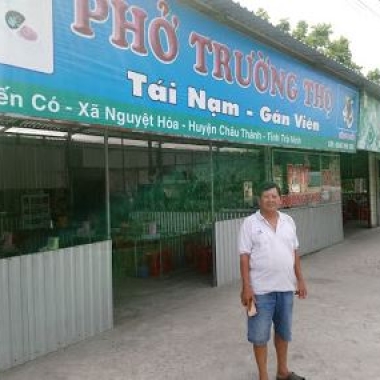 PHỞ TRƯỜNG THỌ
Tái Nạm - Gân Viên
ến Có - Xã Nguyệt Hóa - Huyện Châu Thành - Tỉnh Trà Vinh